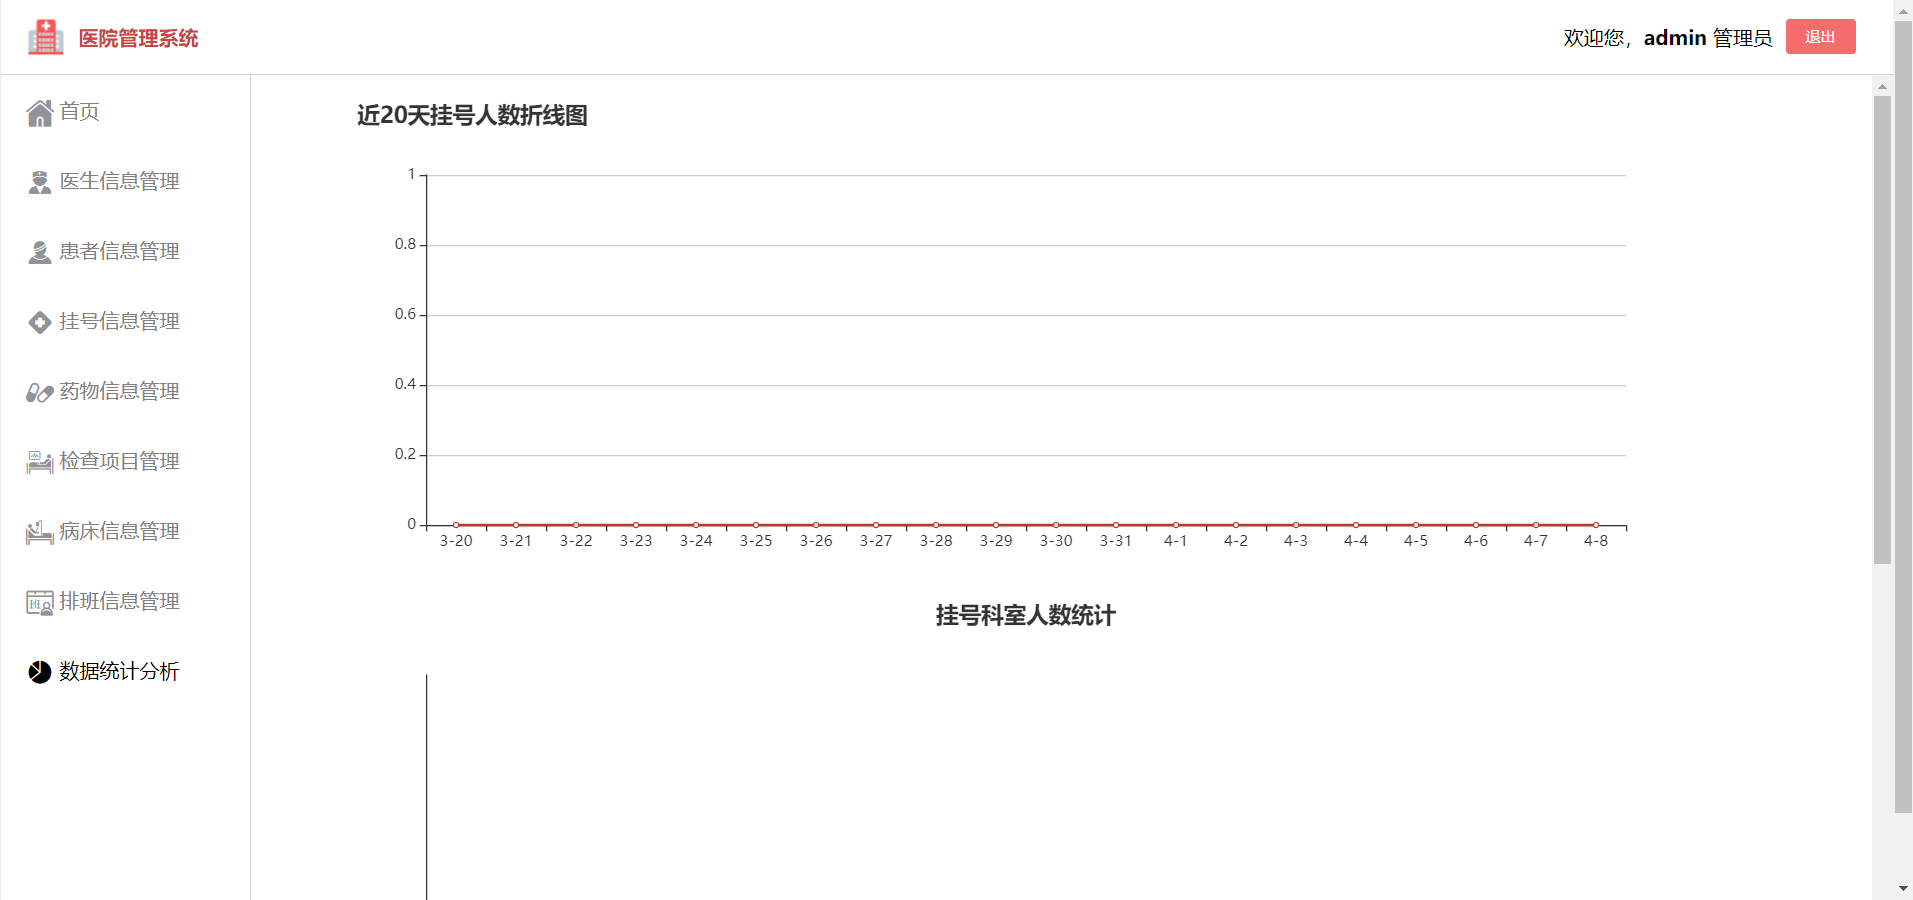 医院管理系统
欢迎您，admin 管理员
退出
首页
医生信息管理
患者信息管理
挂号信息管理
药物信息管理
检查项目管理
病床信息管理
排班信息管理
数据统计分析
近20天挂号人数折线图
1
0.8
0.6
0.4
0.2
0
3-20 3-21 3-22 3-23 3-24 3-25 3-26 3-27 3-28 3-29 3-30 3-31 4-1 4-2 4-3 4-4 4-5 4-6 4-7 4-8
挂号科室人数统计